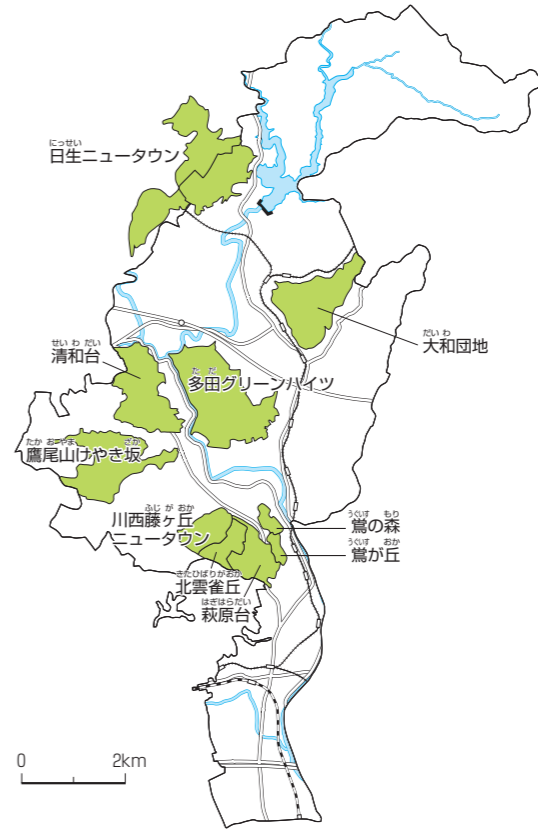 にっせい
日生ニュータウン
だいわ
大和団地
せいわだい
清和台
ただ
多田グリーンハイツ
たかおやま ざか
鷹尾山けやき坂
ふじがおか
川西藤ヶ丘
ニュータウン
うぐいす もり
鶯の森
うぐいす おか
鶯が丘
きたひばりがおか
北雲雀丘
はぎはらだい
萩原台
0 2km